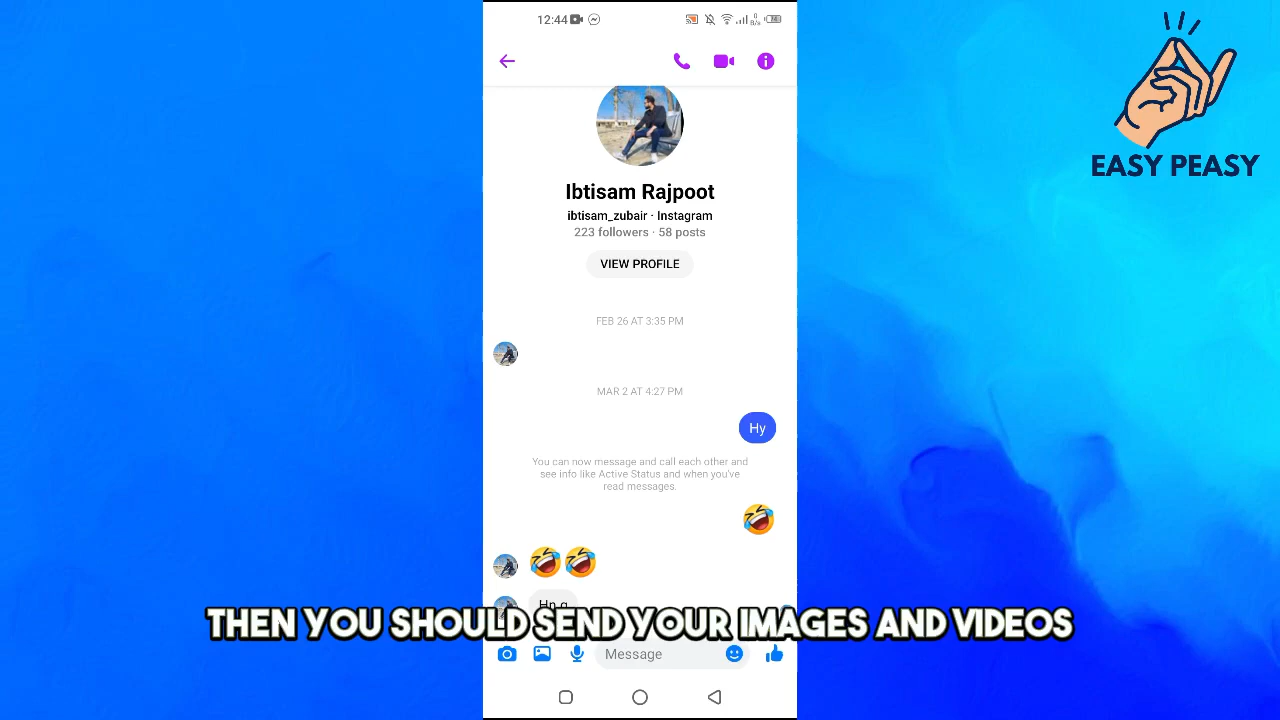 12:44
EASY PEASY
Ibtisam Rajpoot
ibtisam_zubair · Instagram
223 followers · 58 posts
VIEW PROFILE
FEB 26 AT 3:35 PM
MAR 2 AT 4:27 PM
Hy
You can now message and call each other and
see info like Active Status and when you've
read messages.
THEN YOU SHOULD SEND YOUR IMAGES AND VIDEOS
Message